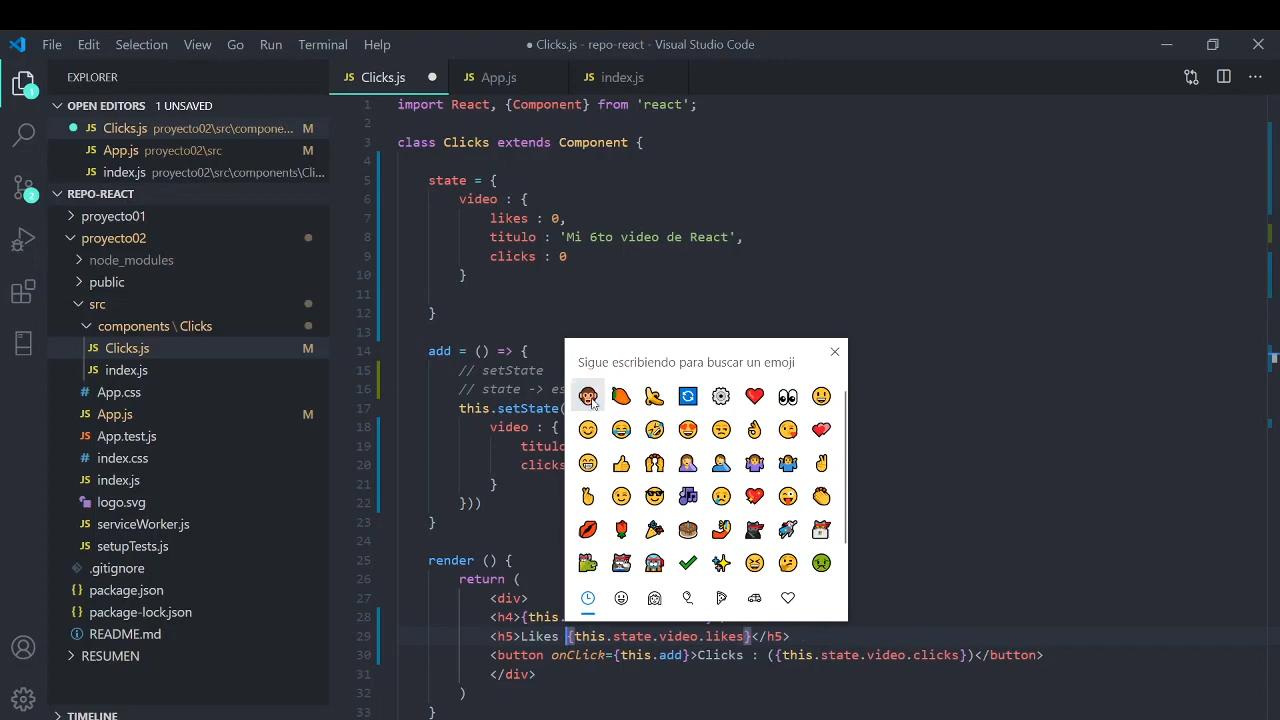 File Edit Selection View Go Run Terminal Help
● Clicks.js - repo-react - Visual Studio Code
EXPLORER
OPEN EDITORS 1 UNSAVED
Clicks.js proyecto02\src\compone... M
App.js proyecto02\src M
index.js proyecto02\src\components\Cli...
REPO-REACT
proyecto01
proyecto02
node_modules
public
src
components \ Clicks
Clicks.js M
index.js
App.css
App.js M
App.test.js
index.css
index.js
logo.svg
serviceWorker.js
setupTests.js
.gitignore
package.json
package-lock.json
README.md
RESUMEN
TIMELINE
1
2
Clicks.js App.js index.js
1 import React, {Component} from 'react';
2
3 class Clicks extends Component {
4
5 state = {
6 video : {
7 likes : 0,
8 titulo : 'Mi 6to video de React',
9 clicks : 0
10 }
11
12 }
13
14 add = () => {
15 // setState
16 // state -> es
17 this.setState(
18 video : {
19 titulo
20 clicks
21 }
22 }))
23 }
24
25 render () {
26 return (
27 <div>
28 <h4>{this.
29 <h5>Likes {this.state.video.likes}</h5>
30 <button onClick={this.add}>Clicks : ({this.state.video.clicks})</button>
31 </div>
32 )
33 }
Sigue escribiendo para buscar un emoji